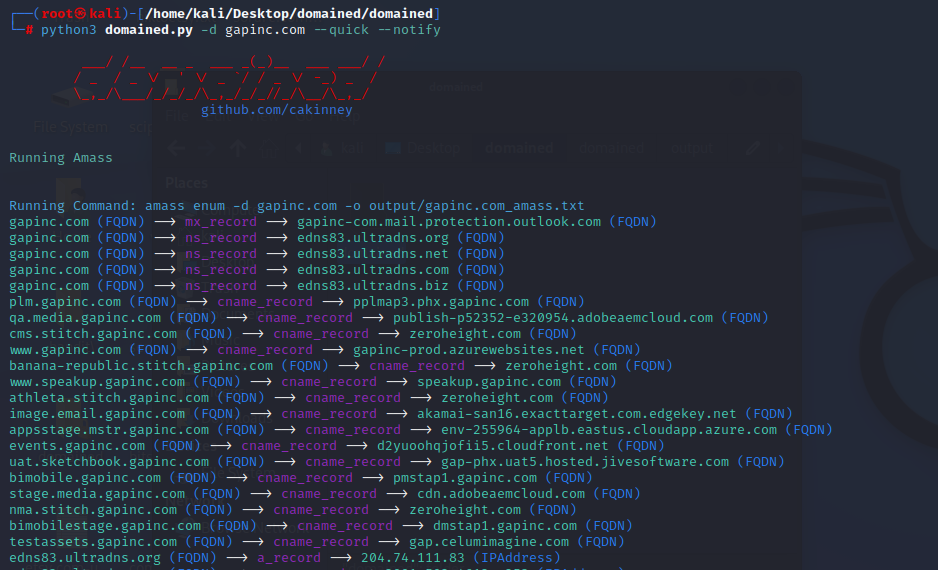 ┌──(root㉿kali)-[/home/kali/Desktop/domained/domained]
└─# python3 domained.py -d gapinc.com --quick --notify
github.com/cakinney
File System
Desktop
domained
domained
output
Places
Running Amass
Running Command: amass enum -d gapinc.com -o output/gapinc.com_amass.txt
gapinc.com (FQDN) ⟶ mx_record ⟶ gapinc-com.mail.protection.outlook.com (FQDN)
gapinc.com (FQDN) ⟶ ns_record ⟶ edns83.ultradns.org (FQDN)
gapinc.com (FQDN) ⟶ ns_record ⟶ edns83.ultradns.net (FQDN)
gapinc.com (FQDN) ⟶ ns_record ⟶ edns83.ultradns.com (FQDN)
gapinc.com (FQDN) ⟶ ns_record ⟶ edns83.ultradns.biz (FQDN)
plm.gapinc.com (FQDN) ⟶ cname_record ⟶ pplmap3.phx.gapinc.com (FQDN)
qa.media.gapinc.com (FQDN) ⟶ cname_record ⟶ publish-p52352-e320954.adobeaemcloud.com (FQDN)
cms.stitch.gapinc.com (FQDN) ⟶ cname_record ⟶ zeroheight.com (FQDN)
www.gapinc.com (FQDN) ⟶ cname_record ⟶ gapinc-prod.azurewebsites.net (FQDN)
banana-republic.stitch.gapinc.com (FQDN) ⟶ cname_record ⟶ zeroheight.com (FQDN)
www.speakup.gapinc.com (FQDN) ⟶ cname_record ⟶ speakup.gapinc.com (FQDN)
athleta.stitch.gapinc.com (FQDN) ⟶ cname_record ⟶ zeroheight.com (FQDN)
image.email.gapinc.com (FQDN) ⟶ cname_record ⟶ akamai-san16.exacttarget.com.edgekey.net (FQDN)
appsstage.mstr.gapinc.com (FQDN) ⟶ cname_record ⟶ env-255964-applb.eastus.cloudapp.azure.com (FQDN)
events.gapinc.com (FQDN) ⟶ cname_record ⟶ d2yuoohqjofii5.cloudfront.net (FQDN)
uat.sketchbook.gapinc.com (FQDN) ⟶ cname_record ⟶ gap-phx.uat5.hosted.jivesoftware.com (FQDN)
bimobile.gapinc.com (FQDN) ⟶ cname_record ⟶ pmstap1.gapinc.com (FQDN)
stage.media.gapinc.com (FQDN) ⟶ cname_record ⟶ cdn.adobeaemcloud.com (FQDN)
nma.stitch.gapinc.com (FQDN) ⟶ cname_record ⟶ zeroheight.com (FQDN)
bimobilestage.gapinc.com (FQDN) ⟶ cname_record ⟶ dmstap1.gapinc.com (FQDN)
testassets.gapinc.com (FQDN) ⟶ cname_record ⟶ gap.celumimagine.com (FQDN)
edns83.ultradns.org (FQDN) ⟶ a_record ⟶ 204.74.111.83 (IPAddress)